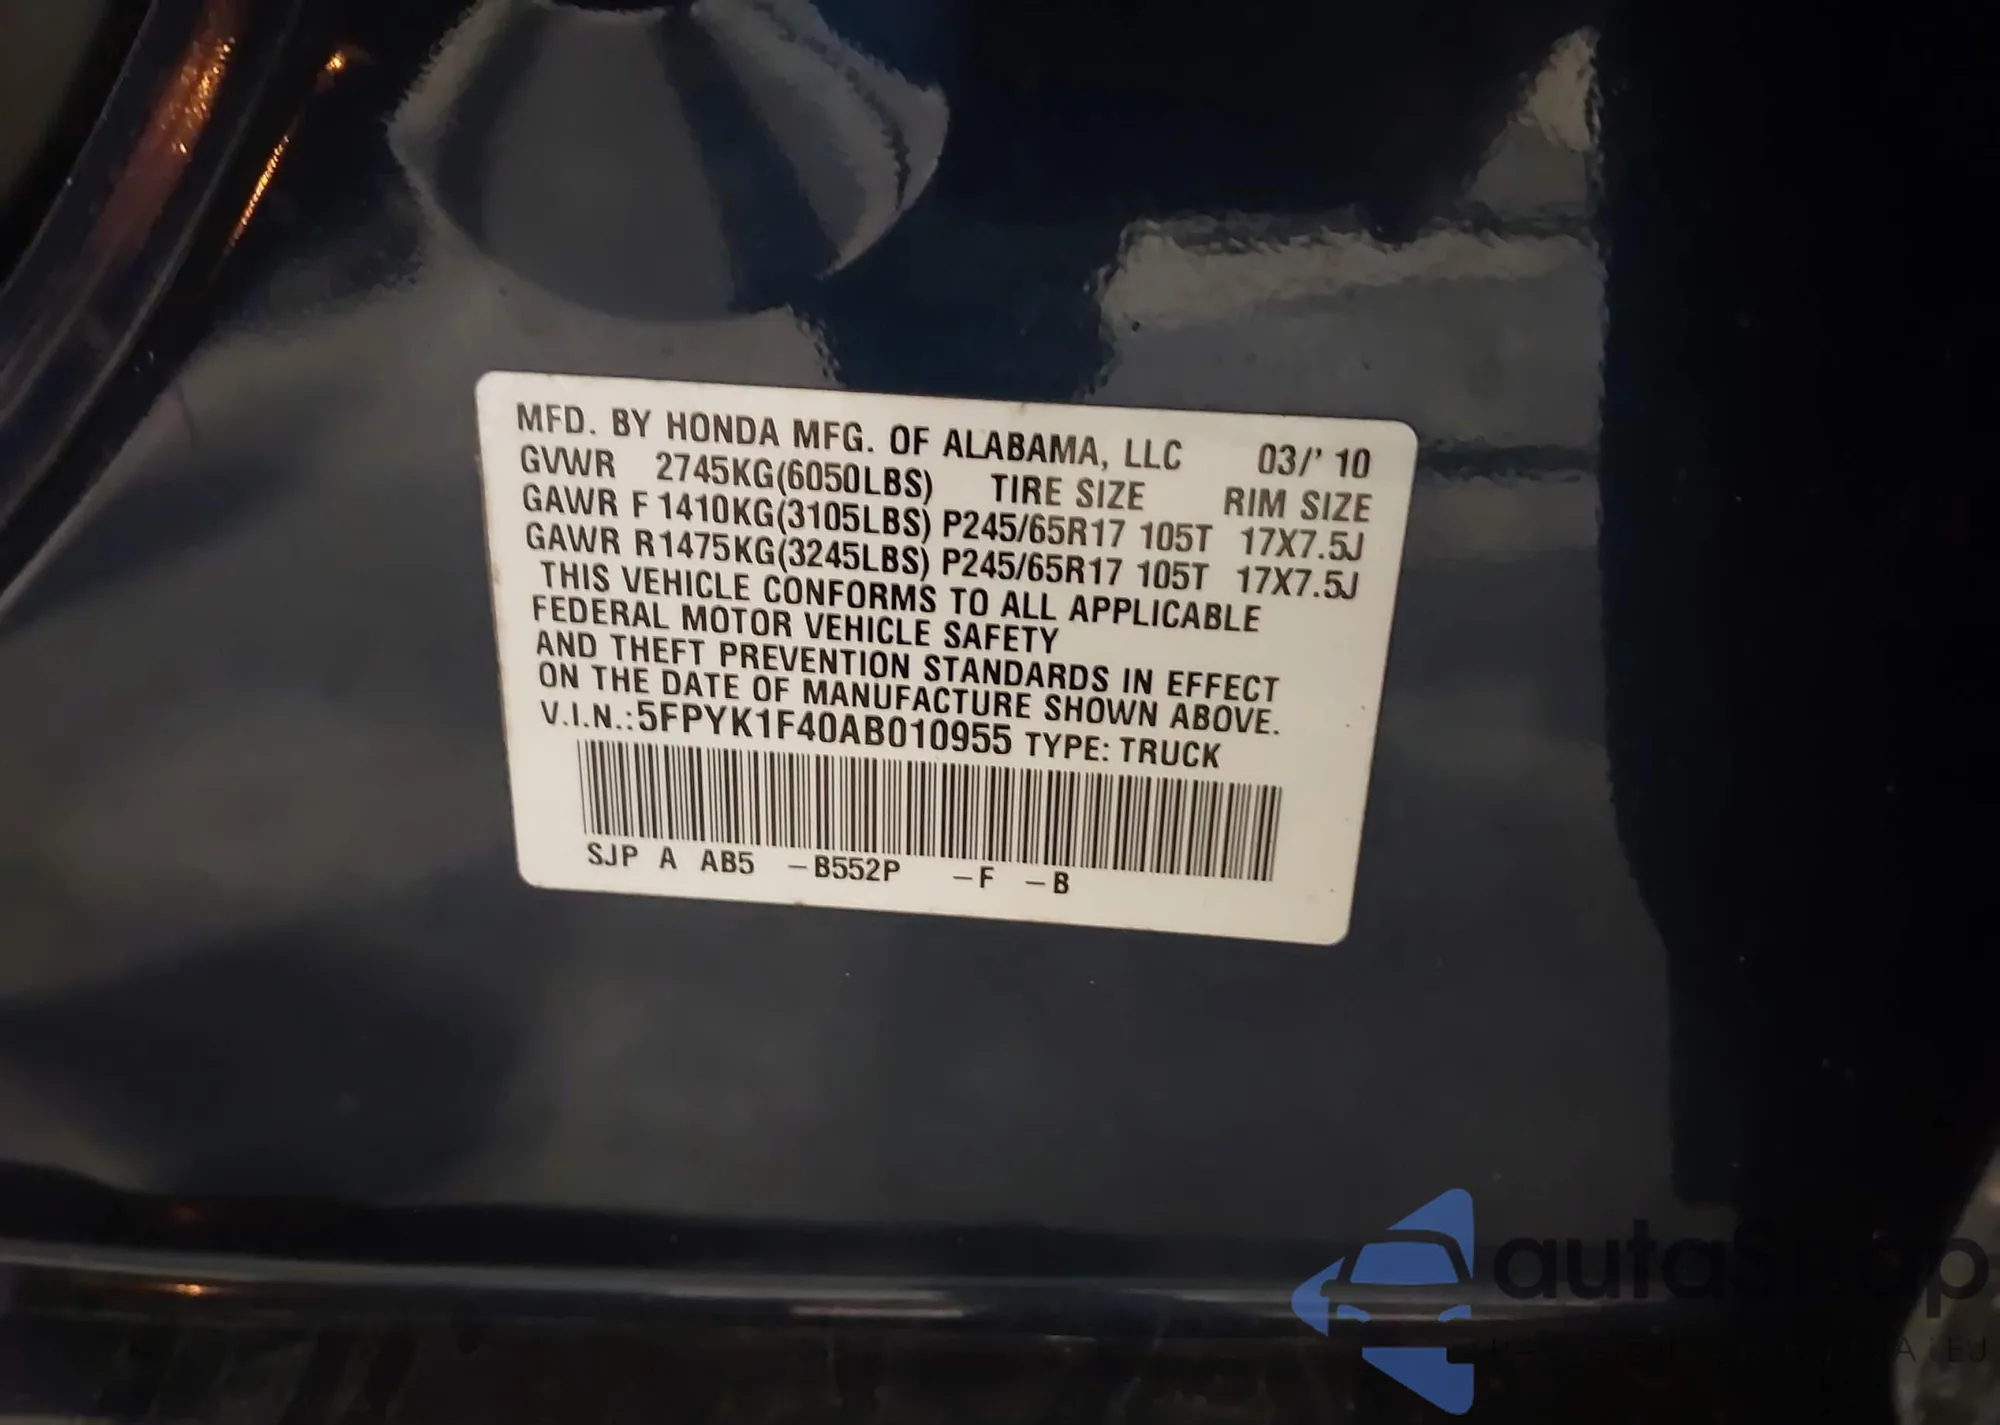 MFD. BY HONDA MFG. OF ALABAMA, LLC 03/' 10
GVWR 2745KG(6050LBS) TIRE SIZE RIM SIZE
GAWR F 1410KG(3105LBS) P245/65R17 105T 17X7.5J
GAWR R1475KG(3245LBS) P245/65R17 105T 17X7.5J
THIS VEHICLE CONFORMS TO ALL APPLICABLE
FEDERAL MOTOR VEHICLE SAFETY
AND THEFT PREVENTION STANDARDS IN EFFECT
ON THE DATE OF MANUFACTURE SHOWN ABOVE.
V.I.N.:5FPYK1F40AB010955 TYPE: TRUCK
SJP A AB5 –B552P –F –B
autaShop